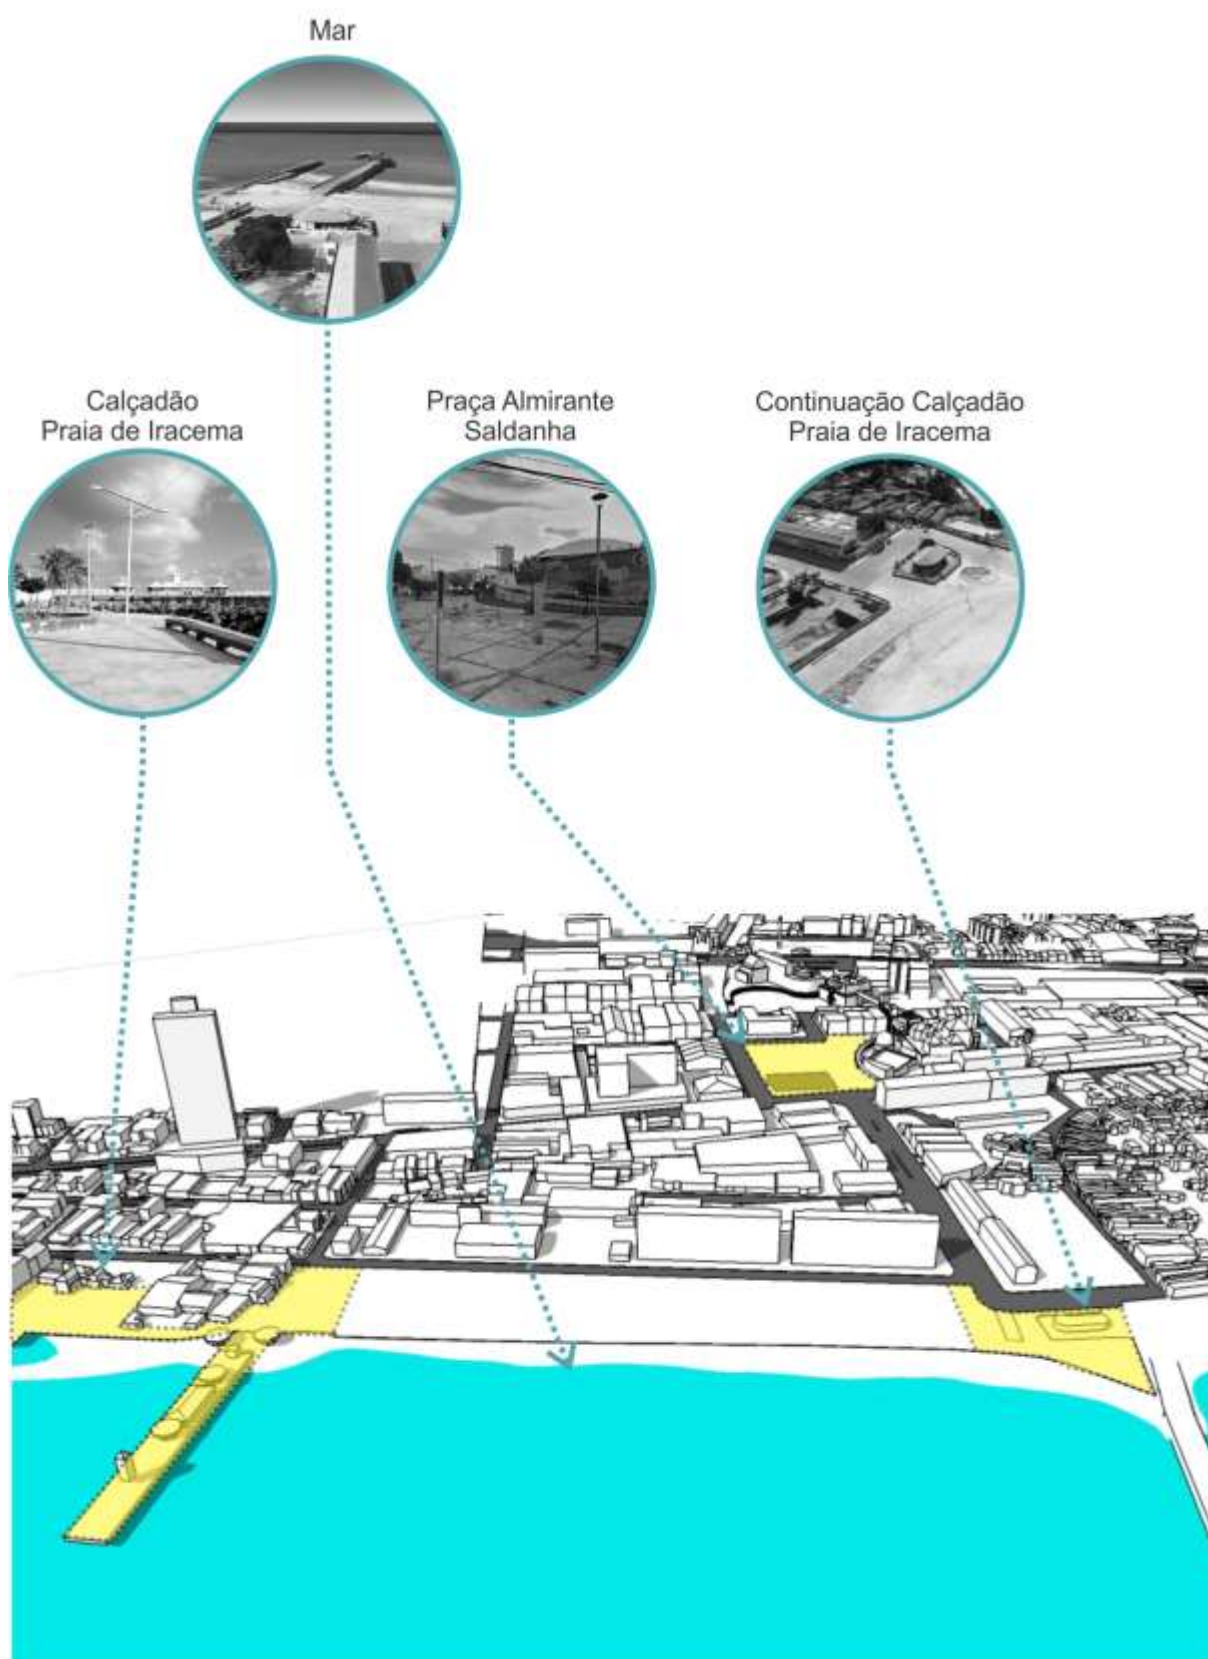 Mar
Calçadão
Praia de Iracema
Praça Almirante
Saldanha
Continuação Calçadão
Praia de Iracema